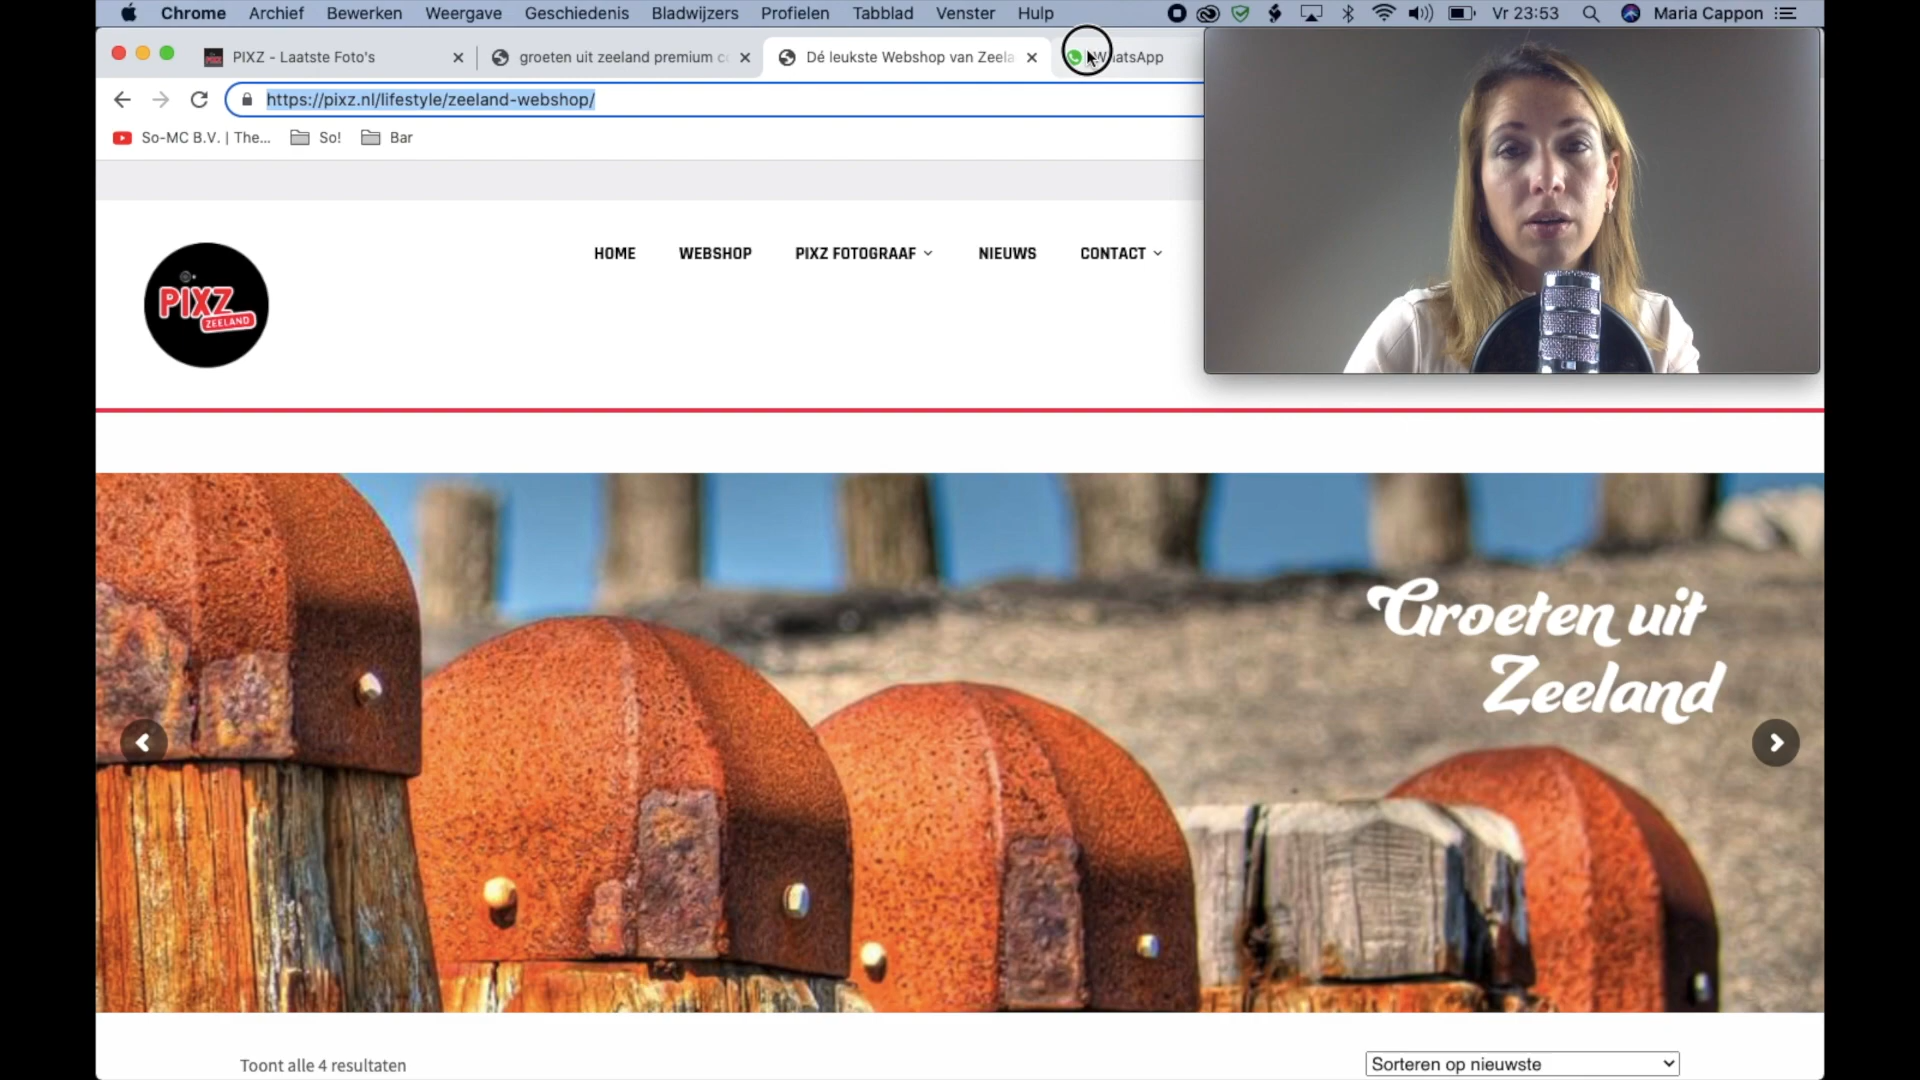 Chrome Archief Bewerken Weergave Geschiedenis Bladwijzers Profielen Tabblad Venster Hulp Vr 23:53 Maria Cappon
PIXZ - Laatste Foto's groeten uit zeeland premium c Dé leukste Webshop van Zeela WhatsApp
https://pixz.nl/lifestyle/zeeland-webshop/
So-MC B.V. | The... So! Bar
HOME WEBSHOP PIXZ FOTOGRAAF NIEUWS CONTACT
PIXZ
ZEELAND
Groeten uit
Zeeland
Toont alle 4 resultaten Sorteren op nieuwste